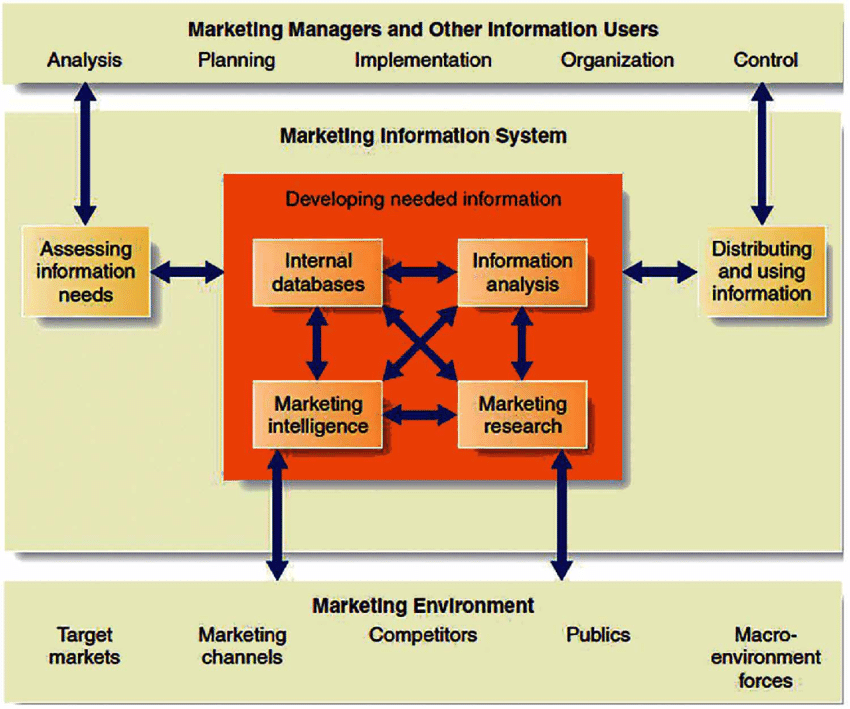 Marketing Managers and Other Information Users
Analysis Planning Implementation Organization Control
Marketing Information System
Developing needed information
Assessing
information
needs
Internal
databases
Information
analysis
Distributing
and using
information
Marketing
intelligence
Marketing
research
Marketing Environment
Target
markets
Marketing
channels
Competitors
Publics
Macro-
environment
forces